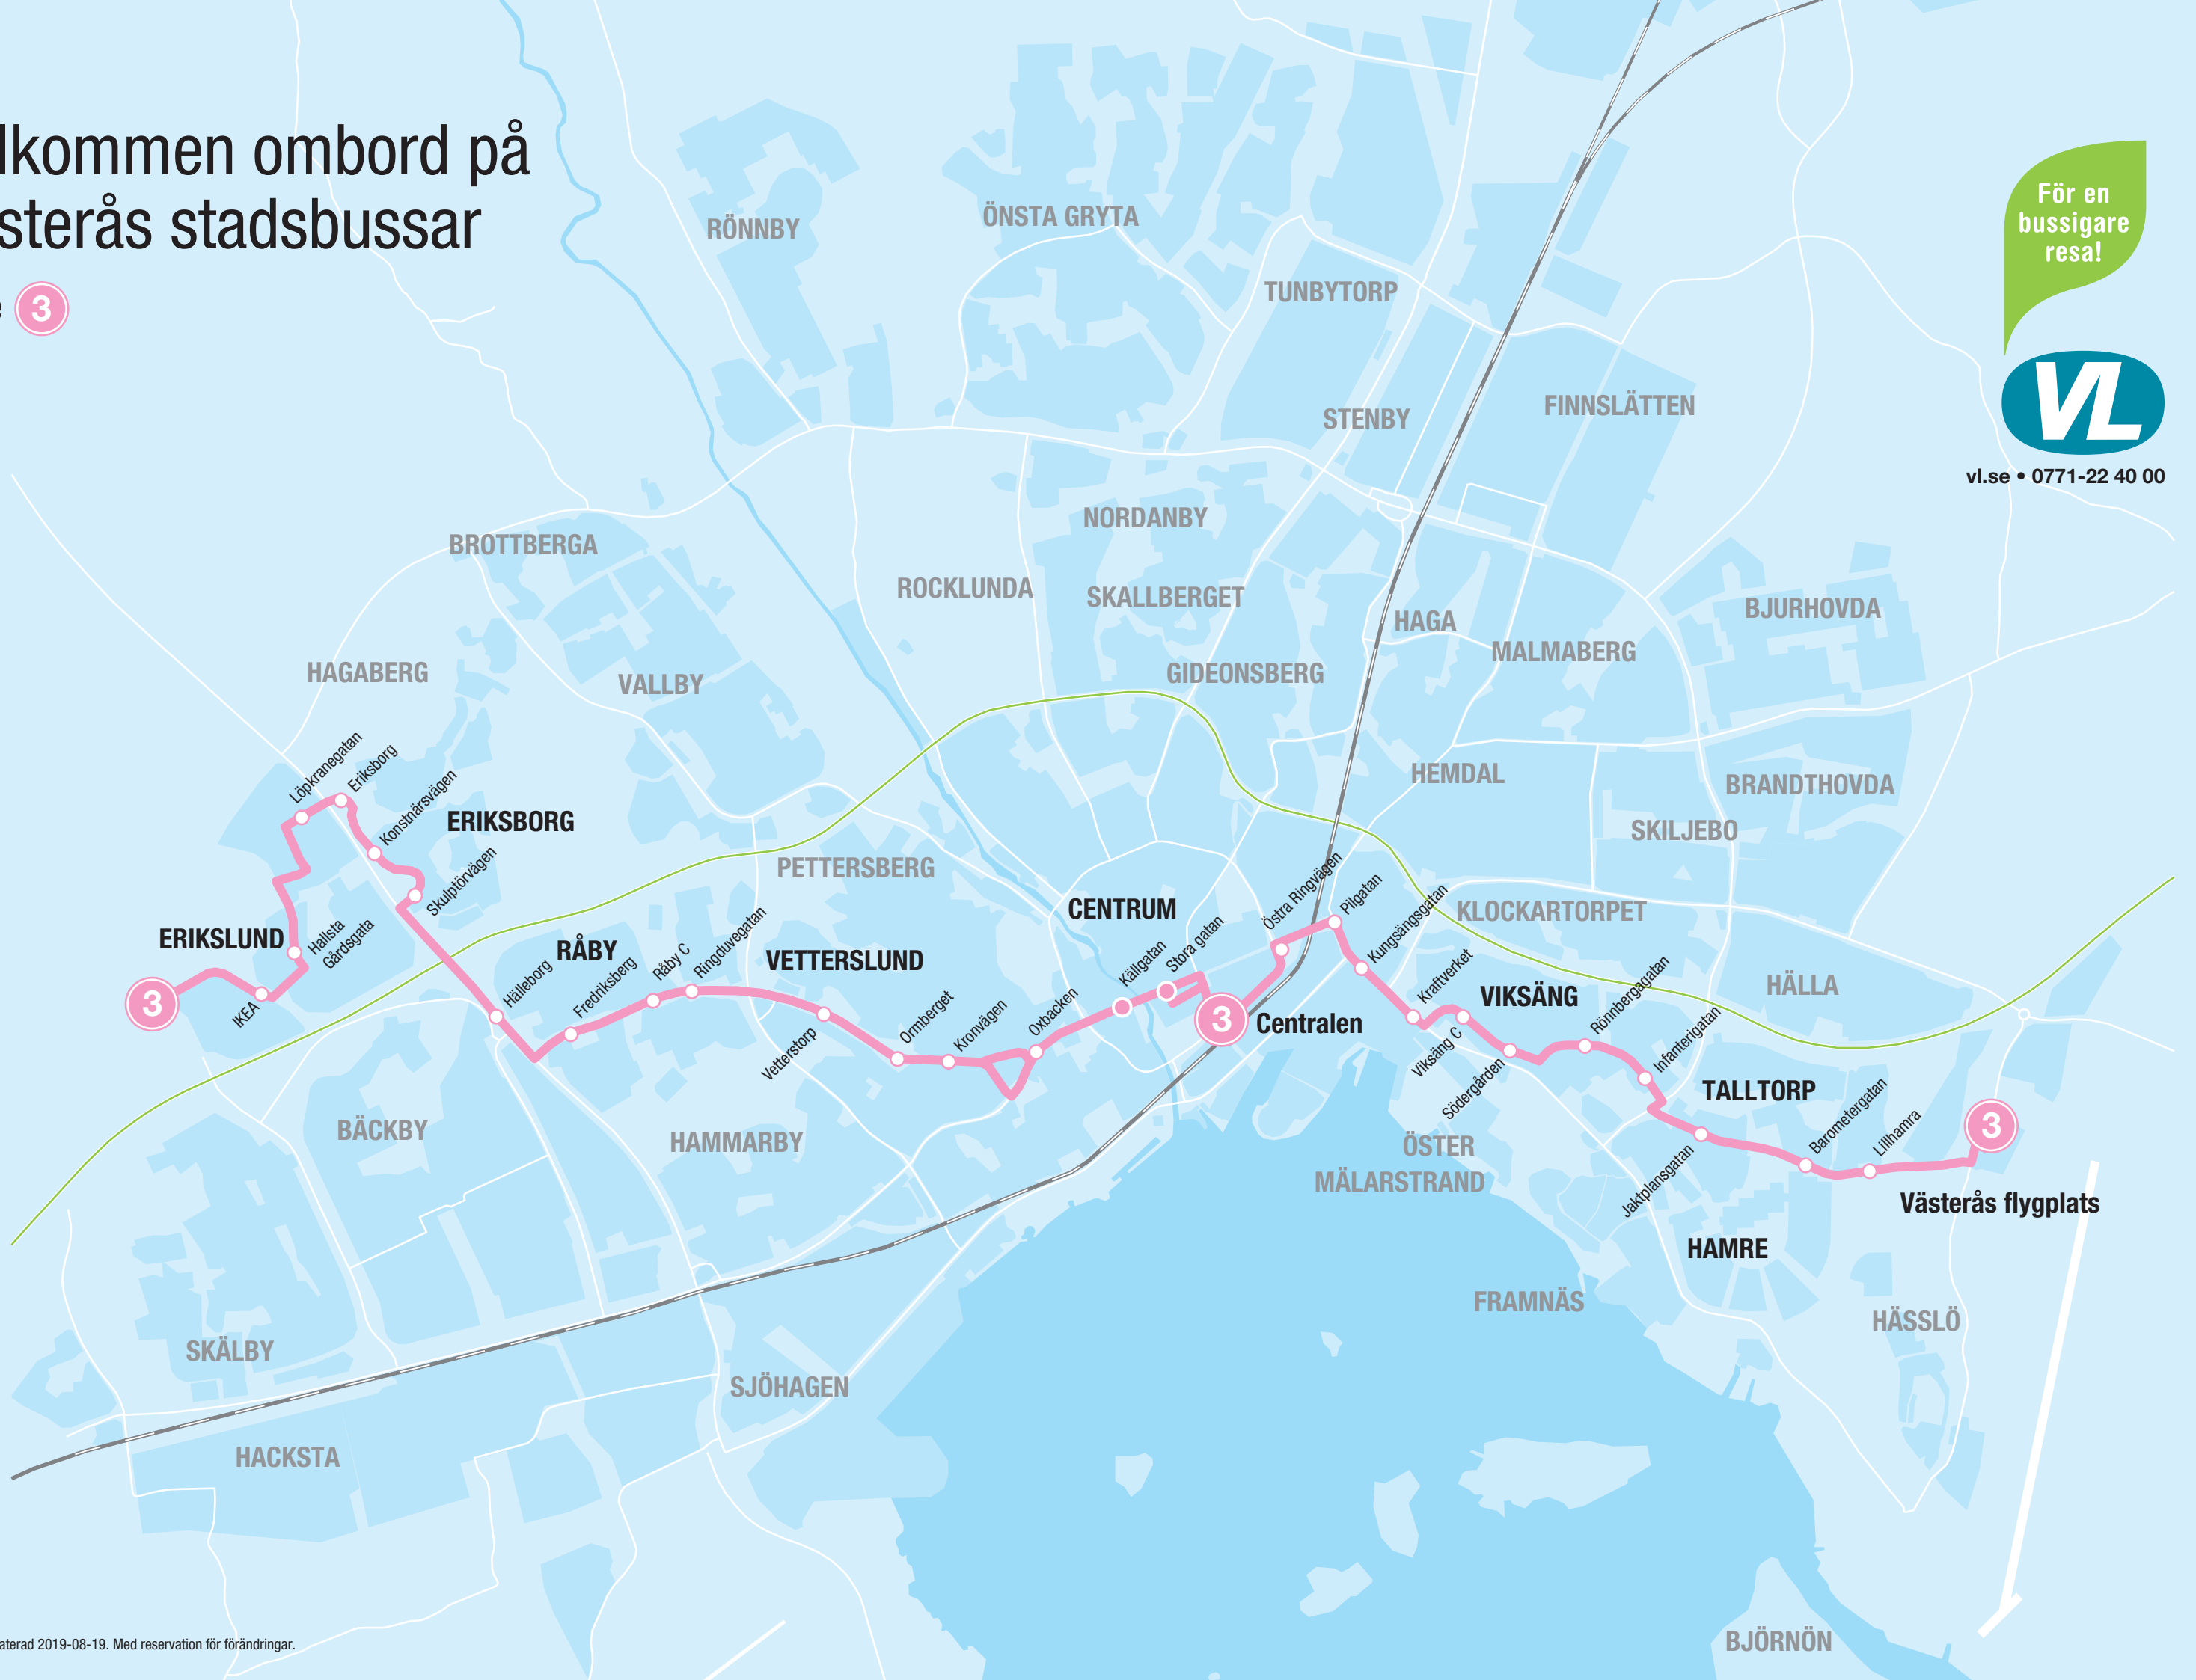 lkommen ombord på
sterås stadsbussar
e 3
För en
bussigare
resa!
VL
vl.se • 0771-22 40 00
RÖNNBY
ÖNSTA GRYTA
TUNBYTORP
STENBY
FINNSLÄTTEN
NORDANBY
BROTTBERGA
ROCKLUNDA
SKALLBERGET
HAGA
BJURHOVDA
MALMABERG
HAGABERG
VALLBY
GIDEONSBERG
HEMDAL
BRANDTHOVDA
SKILJEBO
Löpkranegatan
Eriksborg
Konstnärsvägen
ERIKSBORG
Skulptörvägen
PETTERSBERG
CENTRUM
KLOCKARTORPET
ERIKSLUND
Hallsta
Gårdsgata
IKEA
3
RÅBY
Hälleborg
Fredriksberg
Råby C
Ringduvegatan
VETTERSLUND
Vetterstorp
Ormberget
Kronvägen
Oxbacken
Källgatan
Stora gatan
3
Centralen
Östra Ringvägen
Pilgatan
Kungsängsgatan
Kraftverket
VIKSÄNG
Viksäng C
Södergården
Rönnbergagatan
Infanterigatan
HÄLLA
TALLTORP
Jaktplansgatan
Barometergatan
Lillhamra
3
Västerås flygplats
BÄCKBY
HAMMARBY
ÖSTER
MÄLARSTRAND
HAMRE
FRAMNÄS
HÄSSLÖ
SKÄLBY
SJÖHAGEN
HACKSTA
BJÖRNÖN
aterad 2019-08-19. Med reservation för förändringar.